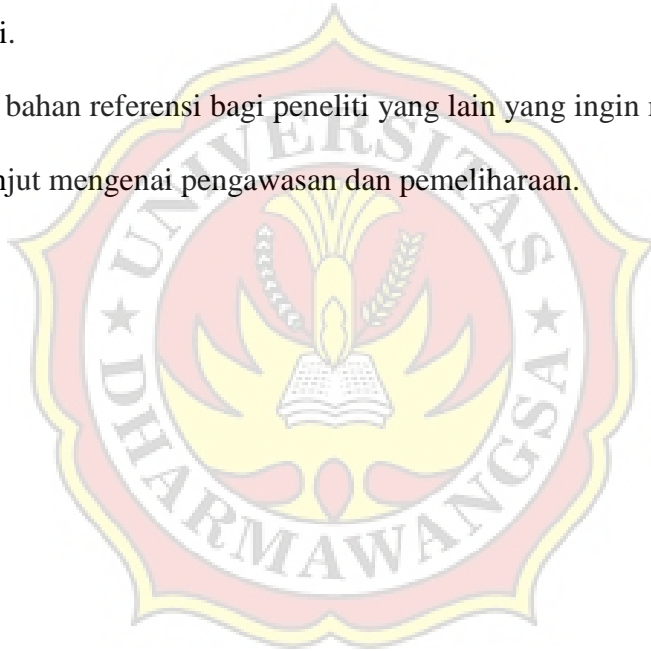 i.
bahan referensi bagi peneliti yang lain yang ingin
njut mengenai pengawasan dan pemeliharaan.
UNIVERSITAS
DHARMAWANGSA